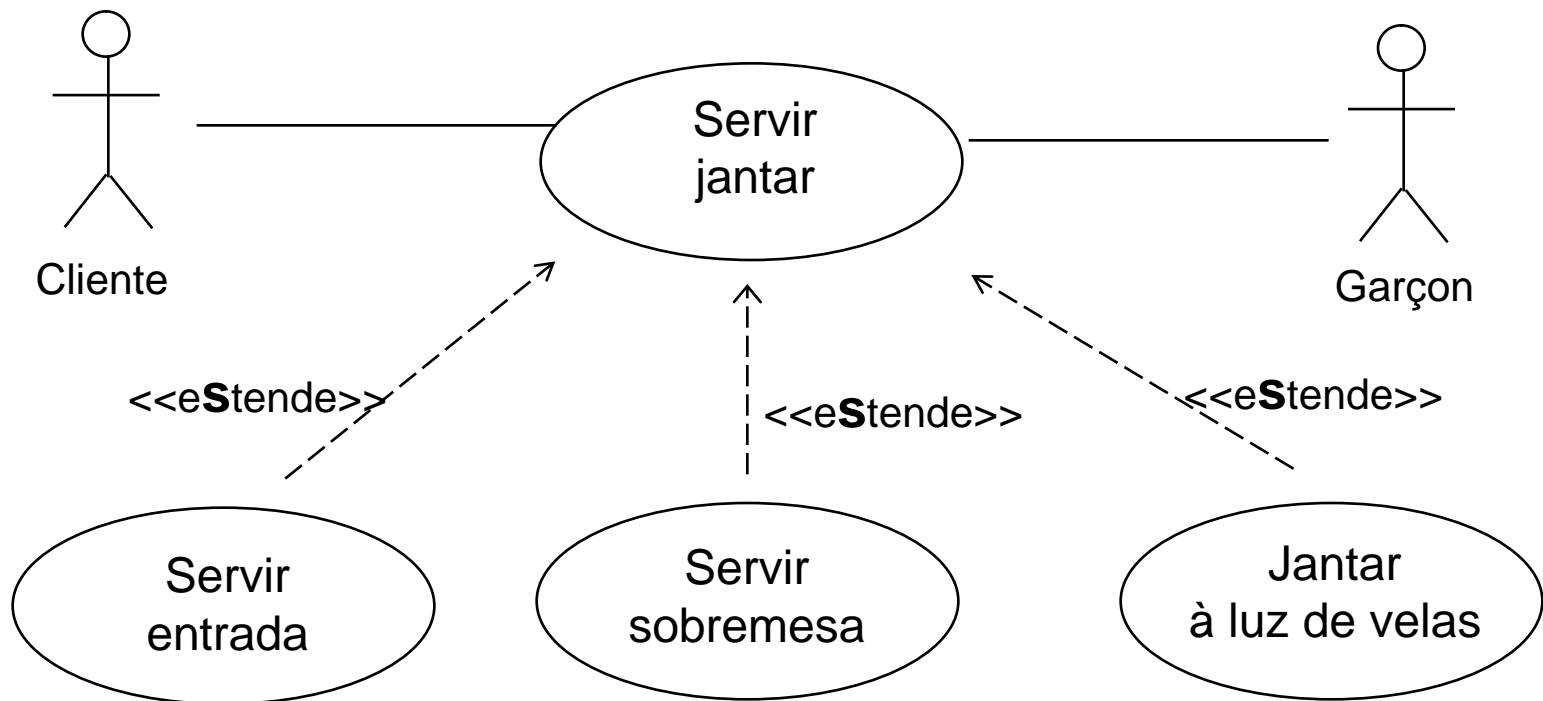 Servir
jantar
Cliente
Garçon
<<eStende>>
<<eStende>>
<<eStende>>
Servir
entrada
Servir
sobremesa
Jantar
à luz de velas